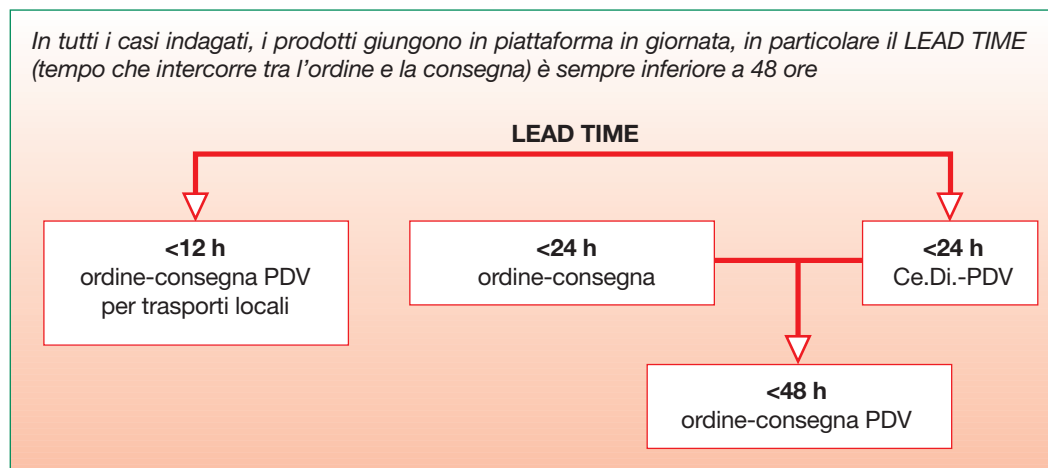 In tutti i casi indagati, i prodotti giungono in piattaforma in giornata, in particolare il LEAD TIME
(tempo che intercorre tra l'ordine e la consegna) è sempre inferiore a 48 ore
LEAD TIME
<12 h
ordine-consegna PDV
per trasporti locali
<24 h
ordine-consegna
<24 h
Ce.Di.-PDV
<48 h
ordine-consegna PDV